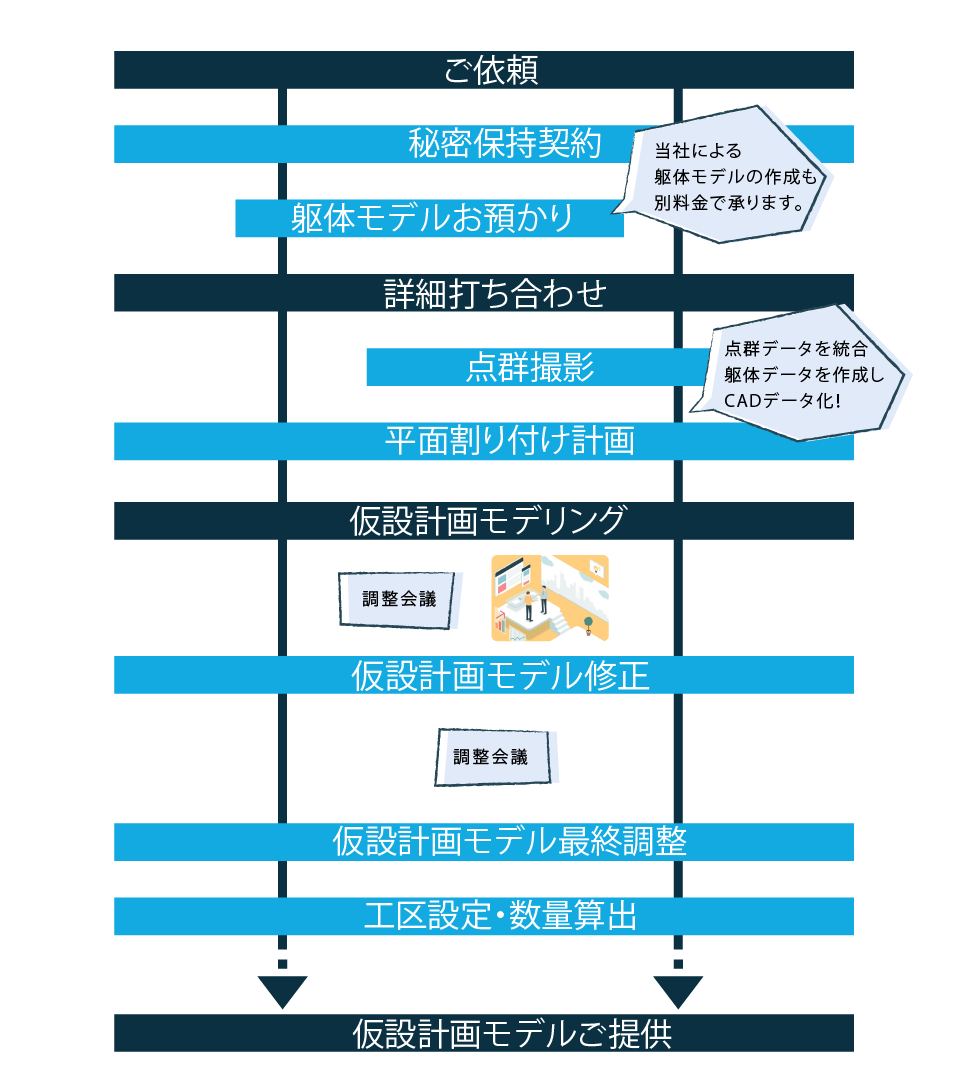 ご依頼
秘密保持契約
当社による
躯体モデルの作成も
別料金で承ります。
躯体モデルお預かり
詳細打ち合わせ
点群撮影
点群データを統合
躯体データを作成し
CADデータ化!
平面割り付け計画
仮設計画モデリング
調整会議
仮設計画モデル修正
調整会議
仮設計画モデル最終調整
工区設定・数量算出
仮設計画モデルご提供